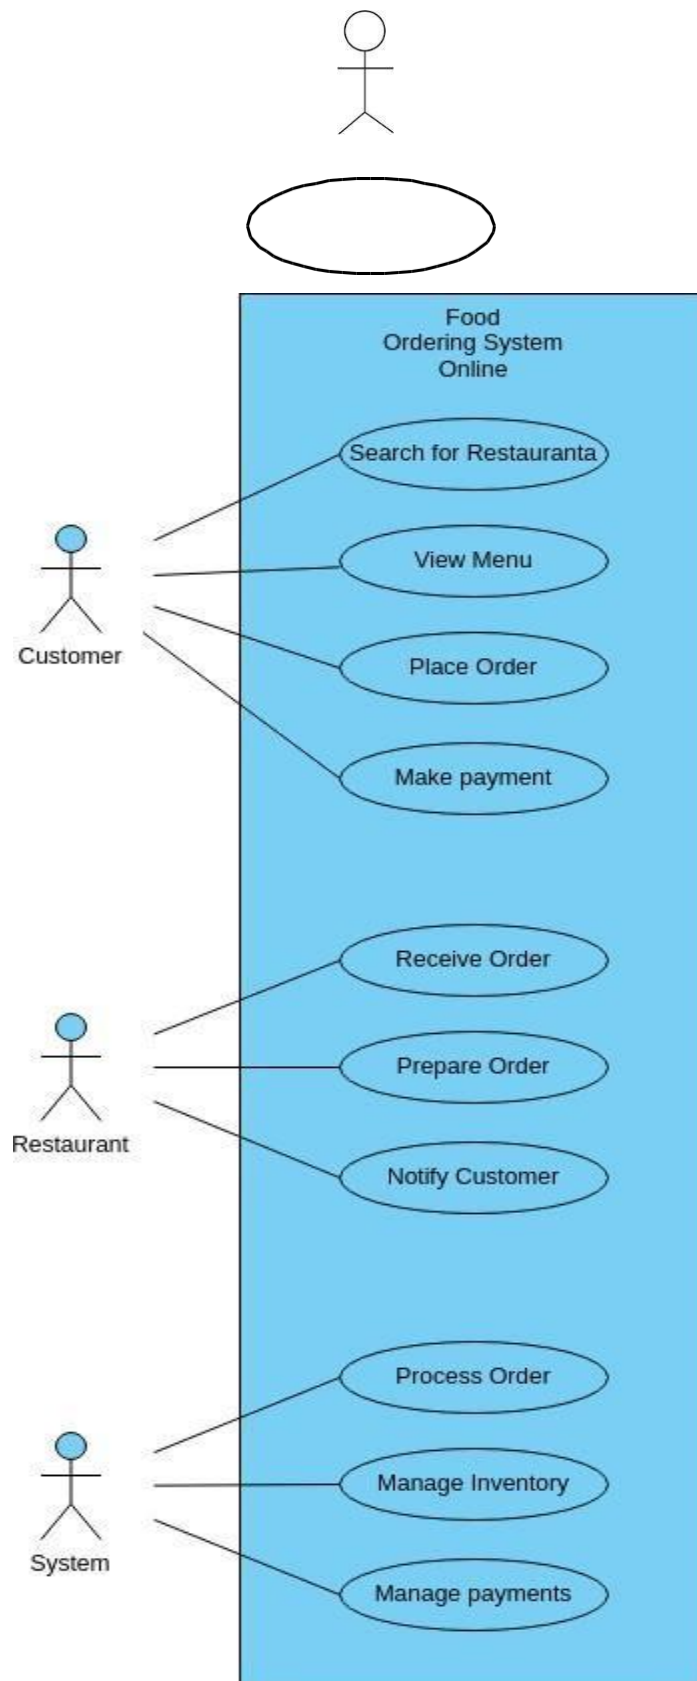 Food
Ordering System
Online
Search for Restauranta
View Menu
Customer
Place Order
Make payment
Receive Order
Prepare Order
Restaurant
Notify Customer
Process Order
Manage Inventory
System
Manage payments